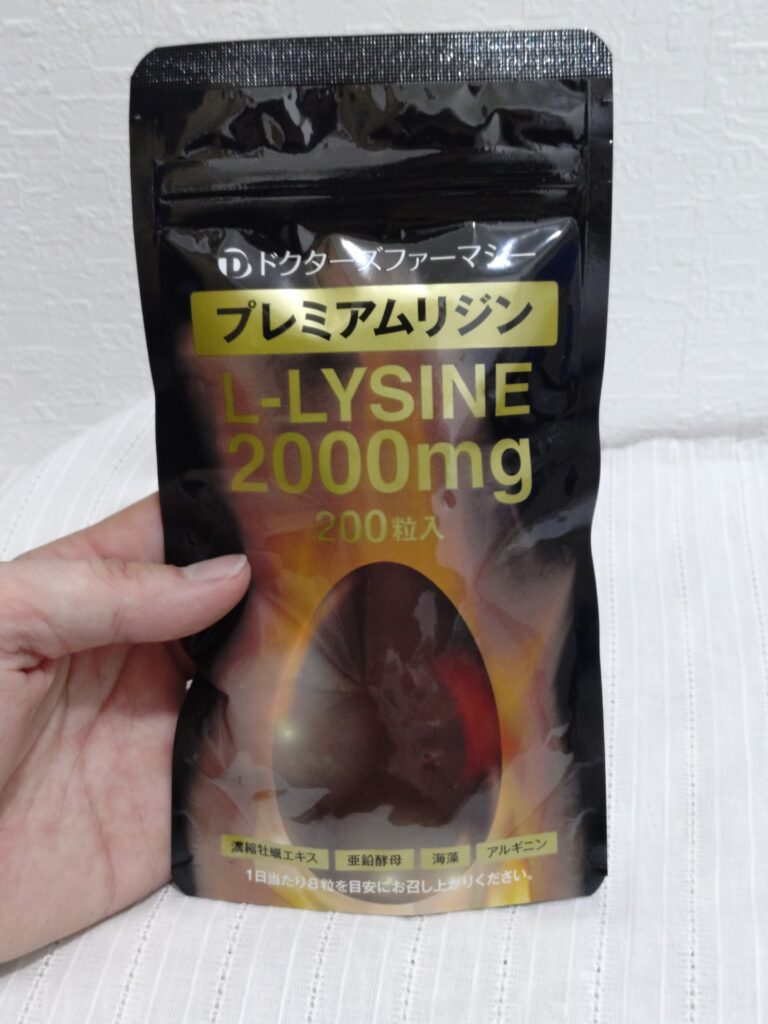 ドクターズファーマシー
プレミアムリジン
L-LYSINE
2000mg
200粒入
濃縮牡蠣エキス 亜鉛酵母 海藻 アルギニン
1日当たり8粒を目安にお召し上がりください。